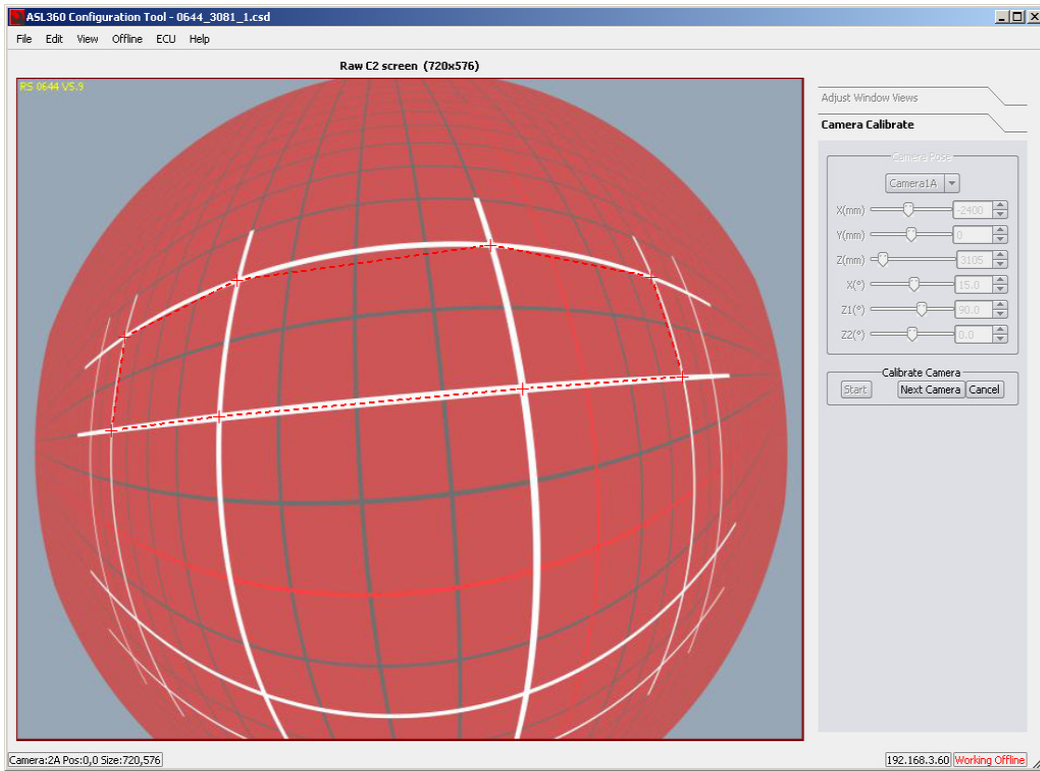 ASL360 Configuration Tool - 0644_3081_1.csd
File Edit View Offline ECU Help
Raw C2 screen (720x576)
RS 0644 V5.9
Adjust Window Views
Camera Calibrate
Camera Pose
Camera1A
X(mm) -2400
Y(mm) 0
Z(mm) 3105
X(°) 15.0
Z1(°) 90.0
Z2(°) 0.0
Calibrate Camera
Start Next Camera Cancel
Camera:2A Pos:0,0 Size:720,576 192.168.3.60 Working Offline